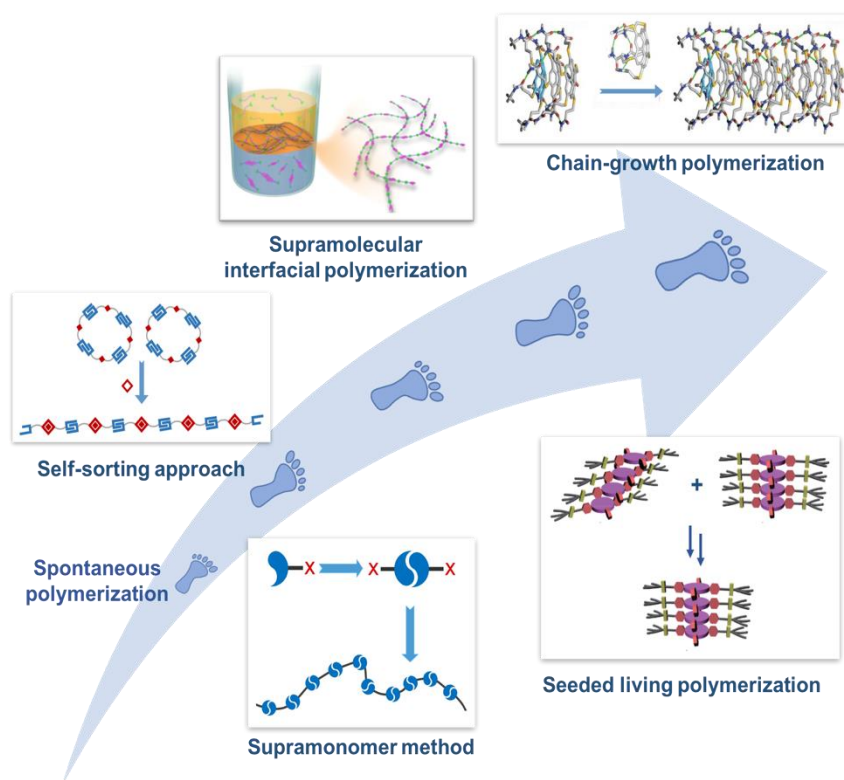 Chain-growth polymerization
Supramolecular
interfacial polymerization
Self-sorting approach
+
Spontaneous
polymerization
X
X
X
Seeded living polymerization
Supramonomer method